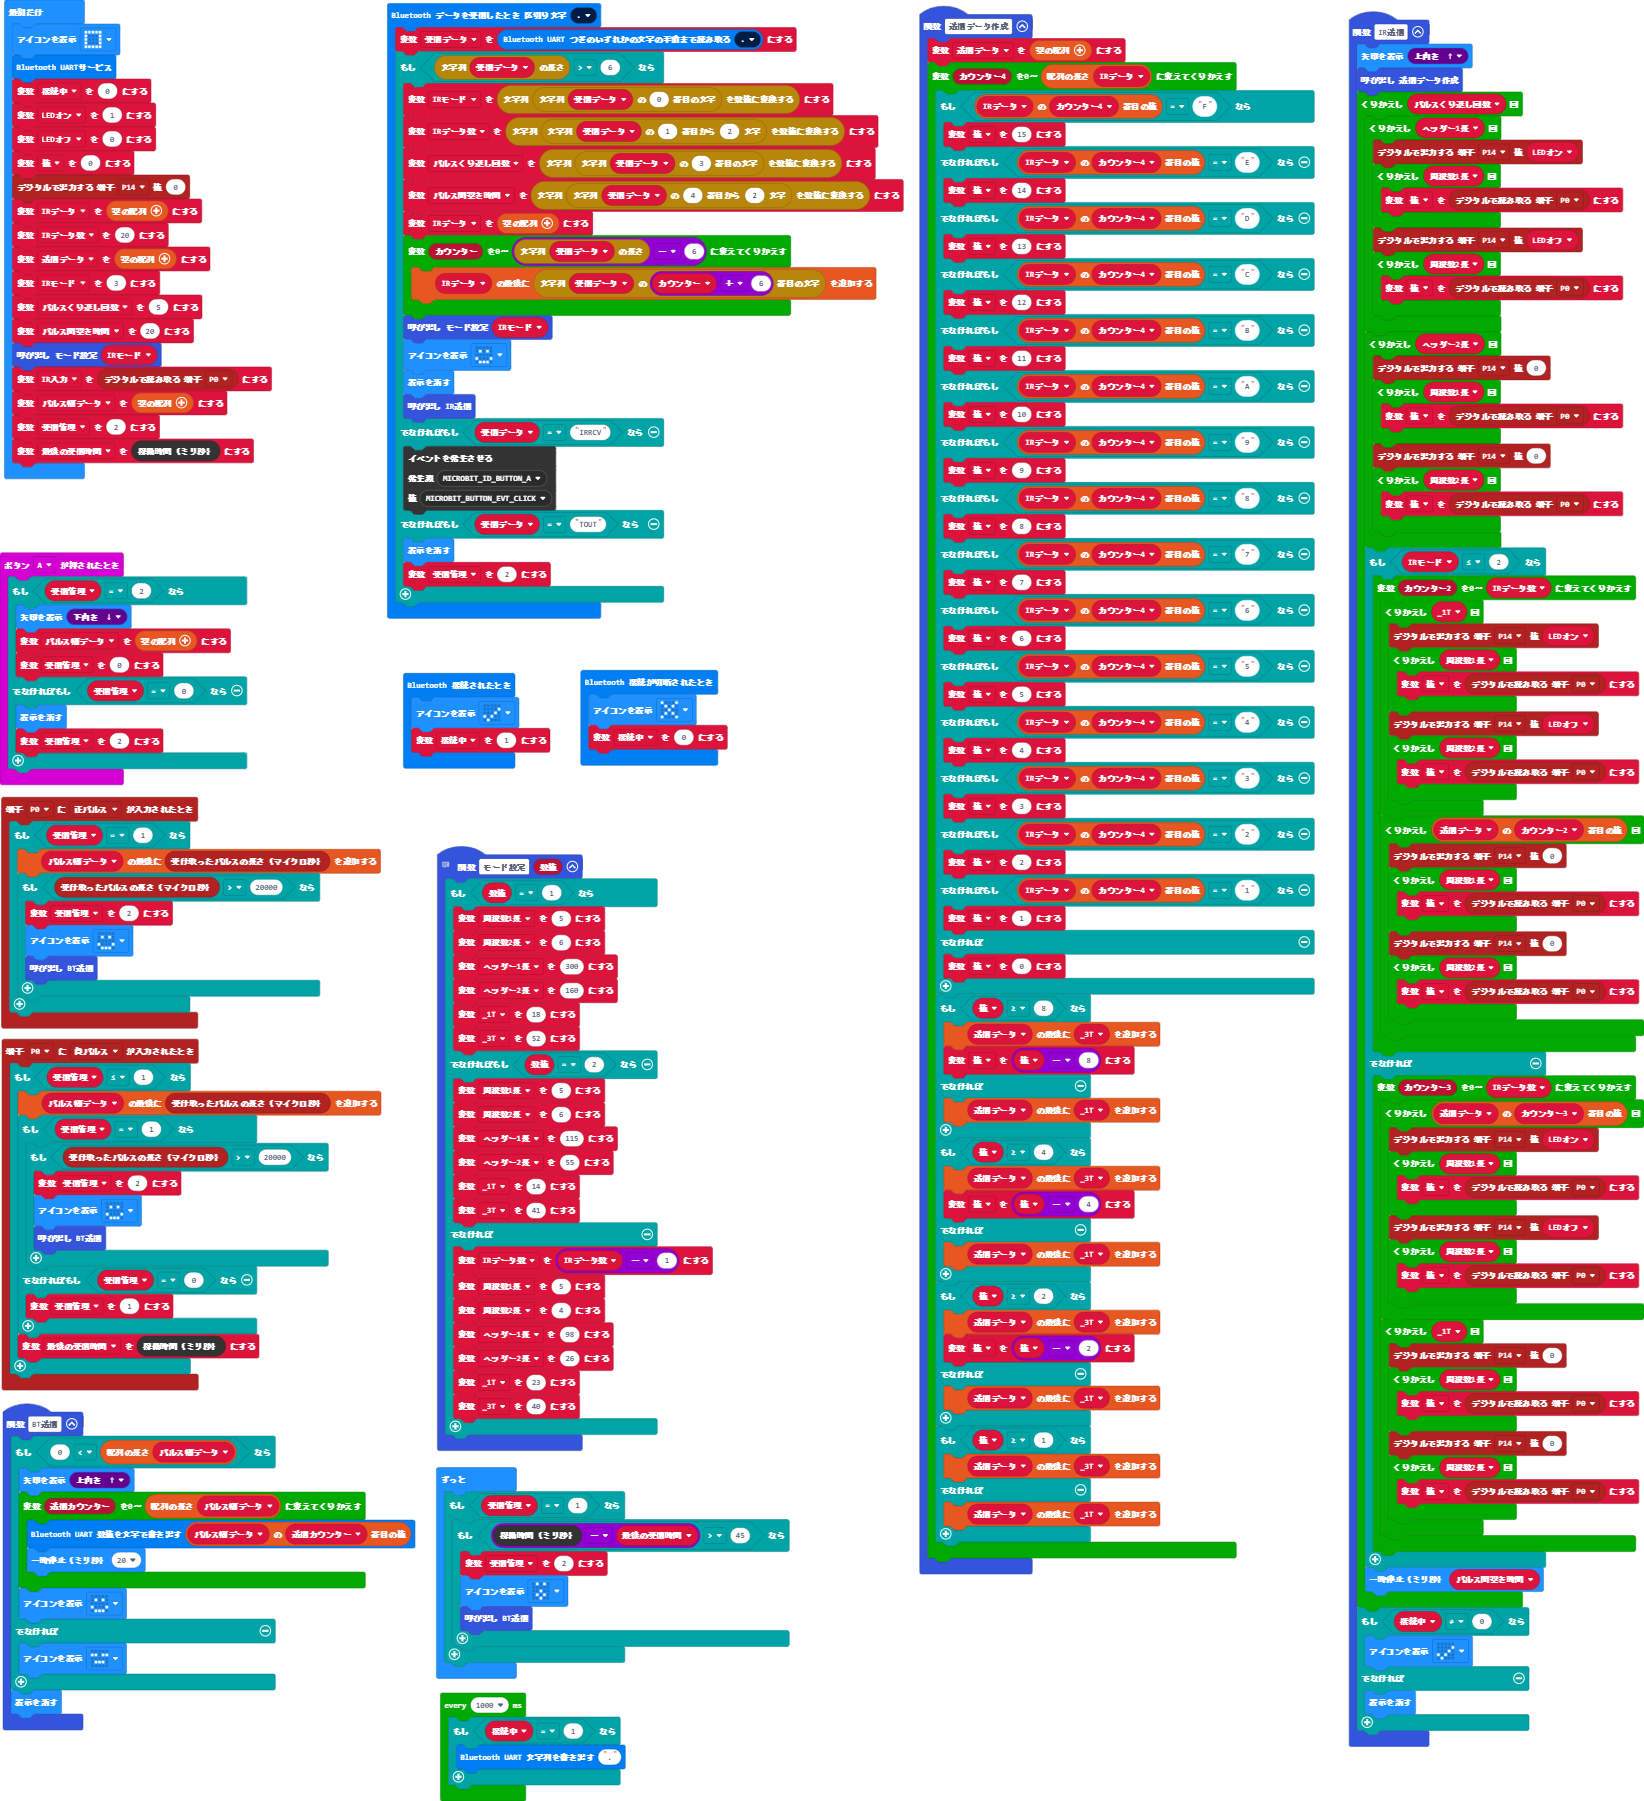 最初だけ
アイコンを表示
Bluetooth UARTサービス
変数 接続中 を 0 にする
変数 LEDオン を 1 にする
変数 LEDオフ を 0 にする
変数 値 を 0 にする
デジタルで出力する 端子 P14 値 0
変数 IRデータ を 空の配列
にする
変数 IRデータ数 を 20 にする
変数 送信データ を 空の配列 にする
変数 IRモード を 3 にする
変数 パルスくり返し回数 を 5 にする
変数 パルス間空き時間 を 20 にする
呼び出し モード設定 IRモード
変数 IR入力 を デジタルで読み取る 端子 P0 にする
変数 パルス幅データ を 空の配列 にする
変数 受信管理 を 2 にする
変数 最後の受信時間 を 稼働時間(ミリ秒) にする
ボタン A が押されたとき
もし 受信管理 = 2 なら
矢印を表示 下向き ↓
変数 パルス幅データ を 空の配列 にする
変数 受信管理 を 0 にする
でなければもし 受信管理 = 0 なら
表示を消す
変数 受信管理 を 2 にする
端子 P0 に 正パルス が入力されたとき
もし 受信管理 = 1 なら
パルス幅データ の最後に 受け取ったパルスの長さ(マイクロ秒) を追加する
もし 受け取ったパルスの長さ(マイクロ秒) > 20000 なら
変数 受信管理 を 2 にする
アイコンを表示
呼び出し BT送信
端子 P0 に 負パルス が入力されたとき
もし 受信管理 ≤ 1 なら
パルス幅データ の最後に 受け取ったパルスの長さ(マイクロ秒) を追加する
もし 受信管理 = 1 なら
もし 受け取ったパルスの長さ(マイクロ秒) > 20000 なら
変数 受信管理 を 2 にする
アイコンを表示
呼び出し BT送信
でなければもし 受信管理 = 0 なら
変数 受信管理 を 1 にする
変数 最後の受信時間 を 稼働時間(ミリ秒) にする
関数 BT送信
もし 0 < 配列の長さ パルス幅データ なら
矢印を表示 上向き ↑
変数 送信カウンター を0~ 配列の長さ パルス幅データ に変えてくりかえす
Bluetooth UART 数値を文字で書き出す パルス幅データ の 送信カウンター 番目の値
一時停止(ミリ秒) 20
アイコンを表示
でなければ
アイコンを表示
表示を消す
Bluetooth データを受信したとき 区切り文字 .
変数 受信データ を Bluetooth UART つぎのいずれかの文字の手前まで読み取る . にする
もし 文字列 受信データ の長さ > 6 なら
変数 IRモード を 文字列 文字列 受信データ の 0 番目の文字 を数値に変換する にする
変数 IRデータ数 を 文字列 文字列 受信データ の 1 番目から 2 文字 を数値に変換する にする
変数 パルスくり返し回数 を 文字列 文字列 受信データ の 3 番目の文字 を数値に変換する にする
変数 パルス間空き時間 を 文字列 文字列 受信データ の 4 番目から 2 文字 を数値に変換する にする
変数 IRデータ を 空の配列 にする
変数 カウンター を0~ 文字列 受信データ の長さ - 6 に変えてくりかえす
IRデータ の最後に 文字列 受信データ の カウンター + 6 番目の文字 を追加する
呼び出し モード設定 IRモード
アイコンを表示
表示を消す
呼び出し IR送信
でなければもし 受信データ = "IRRCV" なら
イベントを発生させる
発生源 MICROBIT_ID_BUTTON_A
値 MICROBIT_BUTTON_EVT_CLICK
でなければもし 受信データ = "TOUT" なら
表示を消す
変数 受信管理 を 2 にする
Bluetooth 接続されたとき
アイコンを表示
変数 接続中 を 1 にする
Bluetooth 接続が切断されたとき
アイコンを表示
変数 接続中 を 0 にする
関数 モード設定 数値
もし 数値 = 1 なら
変数 周波数1長 を 5 にする
変数 周波数2長 を 6 にする
変数 ヘッダー1長 を 300 にする
変数 ヘッダー2長 を 160 にする
変数 _1T を 18 にする
変数 _3T を 52 にする
でなければもし 数値 = 2 なら
変数 周波数1長 を 5 にする
変数 周波数2長 を 6 にする
変数 ヘッダー1長 を 115 にする
変数 ヘッダー2長 を 55 にする
変数 _1T を 14 にする
変数 _3T を 41 にする
でなければ
変数 IRデータ数 を IRデータ数 - 1 にする
変数 周波数1長 を 5 にする
変数 周波数2長 を 4 にする
変数 ヘッダー1長 を 98 にする
変数 ヘッダー2長 を 26 にする
変数 _1T を 23 にする
変数 _3T を 40 にする
ずっと
もし 受信管理 = 1 なら
もし 稼働時間(ミリ秒) - 最後の受信時間 > 45 なら
変数 受信管理 を 2 にする
アイコンを表示
呼び出し BT送信
every 1000 ms
もし 接続中 = 1 なら
Bluetooth UART 文字列を書き出す "."
関数 送信データ作成
変数 送信データ を 空の配列 にする
変数 カウンター4 を0~ 配列の長さ IRデータ に変えてくりかえす
もし IRデータ の カウンター4 番目の値 = "F" なら
変数 値 を 15 にする
でなければもし IRデータ の カウンター4 番目の値 = "E" なら
変数 値 を 14 にする
でなければもし IRデータ の カウンター4 番目の値 = "D" なら
変数 値 を 13 にする
でなければもし IRデータ の カウンター4 番目の値 = "C" なら
変数 値 を 12 にする
でなければもし IRデータ の カウンター4 番目の値 = "B" なら
変数 値 を 11 にする
でなければもし IRデータ の カウンター4 番目の値 = "A" なら
変数 値 を 10 にする
でなければもし IRデータ の カウンター4 番目の値 = "9" なら
変数 値 を 9 にする
でなければもし IRデータ の カウンター4 番目の値 = "8" なら
変数 値 を 8 にする
でなければもし IRデータ の カウンター4 番目の値 = "7" なら
変数 値 を 7 にする
でなければもし IRデータ の カウンター4 番目の値 = "6" なら
変数 値 を 6 にする
でなければもし IRデータ の カウンター4 番目の値 = "5" なら
変数 値 を 5 にする
でなければもし IRデータ の カウンター4 番目の値 = "4" なら
変数 値 を 4 にする
でなければもし IRデータ の カウンター4 番目の値 = "3" なら
変数 値 を 3 にする
でなければもし IRデータ の カウンター4 番目の値 = "2" なら
変数 値 を 2 にする
でなければもし IRデータ の カウンター4 番目の値 = "1" なら
変数 値 を 1 にする
でなければ
変数 値 を 0 にする
もし 値 ≥ 8 なら
送信データ の最後に _3T を追加する
変数 値 を 値 - 8 にする
でなければ
送信データ の最後に _1T を追加する
もし 値 ≥ 4 なら
送信データ の最後に _3T を追加する
変数 値 を 値 - 4 にする
でなければ
送信データ の最後に _1T を追加する
もし 値 ≥ 2 なら
送信データ の最後に _3T を追加する
変数 値 を 値 - 2 にする
でなければ
送信データ の最後に _1T を追加する
もし 値 ≥ 1 なら
送信データ の最後に _3T を追加する
でなければ
送信データ の最後に _1T を追加する
関数 IR送信
矢印を表示 上向き ↑
呼び出し 送信データ作成
くりかえし パルスくり返し回数 回
くりかえし ヘッダー1長 回
デジタルで出力する 端子 P14 値 LEDオン
くりかえし 周波数1長 回
変数 値 を デジタルで読み取る 端子 P0 にする
デジタルで出力する 端子 P14 値 LEDオフ
くりかえし 周波数2長 回
変数 値 を デジタルで読み取る 端子 P0 にする
くりかえし ヘッダー2長 回
デジタルで出力する 端子 P14 値 0
くりかえし 周波数1長 回
変数 値 を デジタルで読み取る 端子 P0 にする
デジタルで出力する 端子 P14 値 0
くりかえし 周波数2長 回
変数 値 を デジタルで読み取る 端子 P0 にする
もし IRモード ≤ 2 なら
変数 カウンター2 を0~ IRデータ数 に変えてくりかえす
くりかえし _1T 回
デジタルで出力する 端子 P14 値 LEDオン
くりかえし 周波数1長 回
変数 値 を デジタルで読み取る 端子 P0 にする
デジタルで出力する 端子 P14 値 LEDオフ
くりかえし 周波数2長 回
変数 値 を デジタルで読み取る 端子 P0 にする
くりかえし 送信データ の カウンター2 番目の値 回
デジタルで出力する 端子 P14 値 0
くりかえし 周波数1長 回
変数 値 を デジタルで読み取る 端子 P0 にする
デジタルで出力する 端子 P14 値 0
くりかえし 周波数2長 回
変数 値 を デジタルで読み取る 端子 P0 にする
でなければ
変数 カウンター3 を0~ IRデータ数 に変えてくりかえす
くりかえし 送信データ の カウンター3 番目の値 回
デジタルで出力する 端子 P14 値 LEDオン
くりかえし 周波数1長 回
変数 値 を デジタルで読み取る 端子 P0 にする
デジタルで出力する 端子 P14 値 LEDオフ
くりかえし 周波数2長 回
変数 値 を デジタルで読み取る 端子 P0 にする
くりかえし _1T 回
デジタルで出力する 端子 P14 値 0
くりかえし 周波数1長 回
変数 値 を デジタルで読み取る 端子 P0 にする
デジタルで出力する 端子 P14 値 0
くりかえし 周波数2長 回
変数 値 を デジタルで読み取る 端子 P0 にする
一時停止(ミリ秒) パルス間空き時間
もし 接続中 ≠ 0 なら
アイコンを表示
でなければ
表示を消す